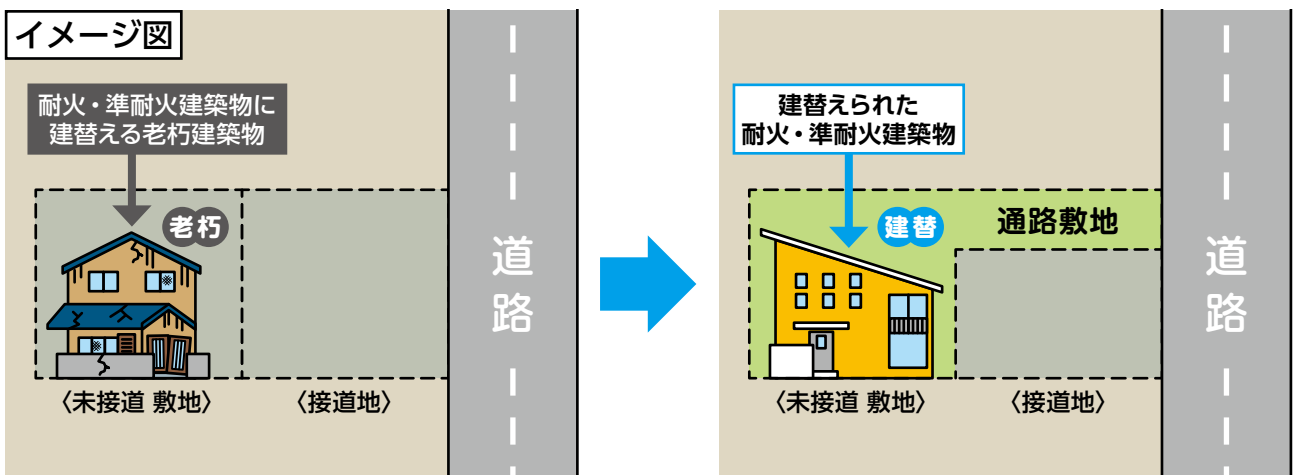 イメージ図
耐火・準耐火建築物に
建替える老朽建築物
老朽
〈未接道 敷地〉
〈接道地〉
道路
建替えられた
耐火・準耐火建築物
建替
通路敷地
〈未接道 敷地〉
〈接道地〉
道路